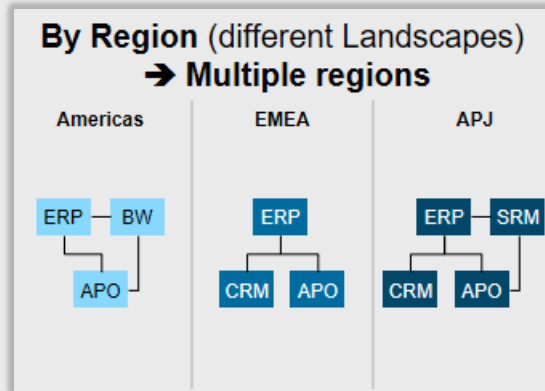 By Region (different Landscapes)
➔ Multiple regions
Americas
EMEA
APJ
ERP
BW
APO
ERP
CRM
APO
ERP
SRM
CRM
APO